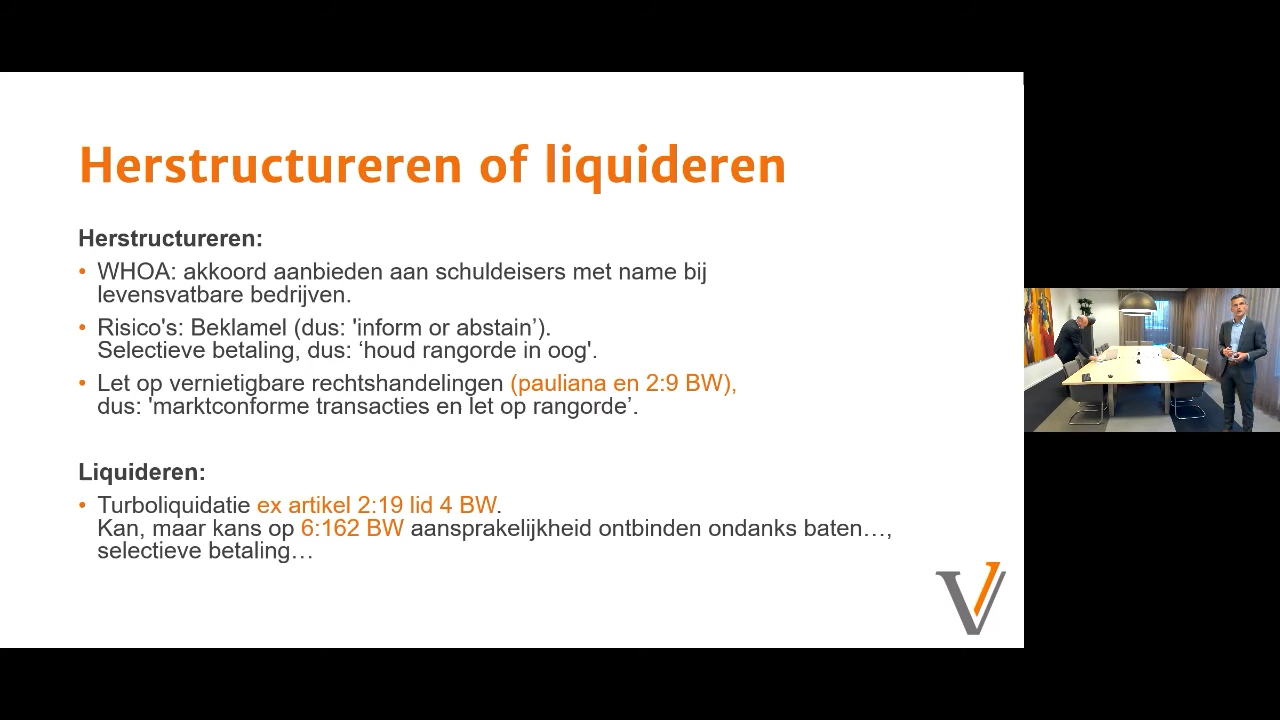 Herstructureren of liquideren
Herstructureren:
• WHOA: akkoord aanbieden aan schuldeisers met name bij
levensvatbare bedrijven.
• Risico's: Beklamel (dus: 'inform or abstain’).
Selectieve betaling, dus: ‘houd rangorde in oog'.
• Let op vernietigbare rechtshandelingen (pauliana en 2:9 BW),
dus: 'marktconforme transacties en let op rangorde’.
Liquideren:
• Turboliquidatie ex artikel 2:19 lid 4 BW.
Kan, maar kans op 6:162 BW aansprakelijkheid ontbinden ondanks baten…,
selectieve betaling…